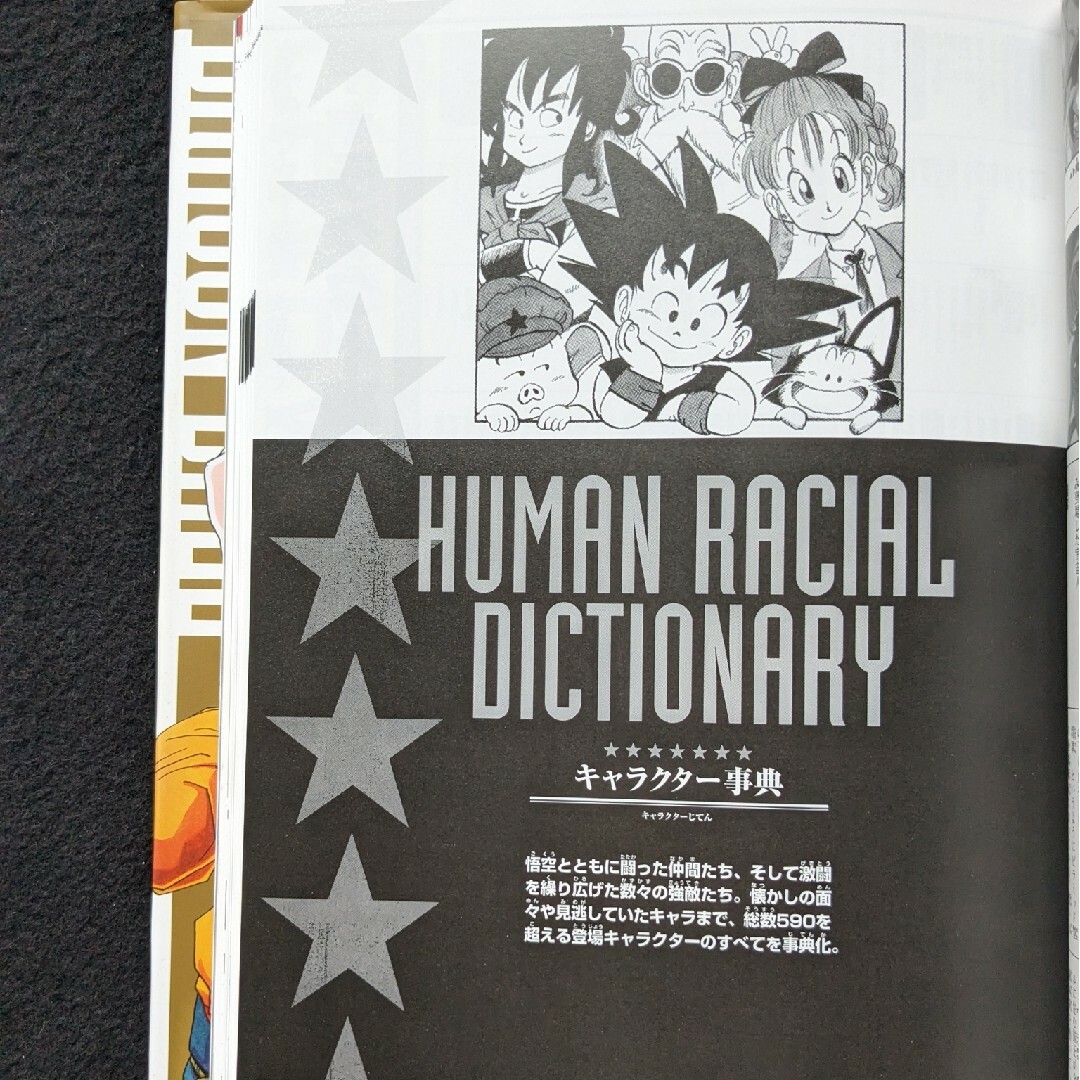 HUMAN RACIAL
DICTIONARY
★★★★★★★
キャラクター事典
キャラクターじてん
悟空とともに闘った仲間たち、そして激闘
を繰り広げた数々の強敵たち。懐かしの面
々や見逃していたキャラまで、総数590を
超える登場キャラクターのすべてを事典化。